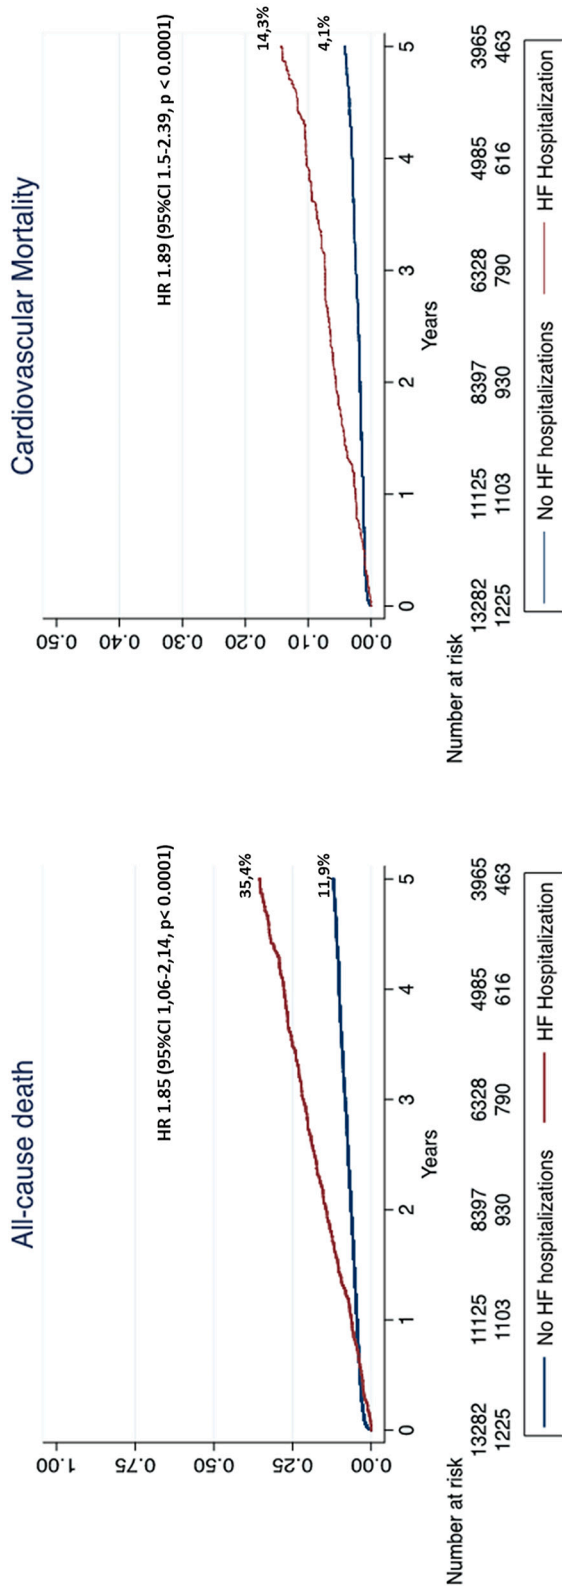 All-cause death
1.00
0.75
0.50
0.25
0.00
HR 1.85 (95%CI 1,06-2,14, p< 0.0001)
35,4%
11,9%
0 1 2 3 4 5
Years
Number at risk
13282 11125 8397 6328 4985 3965
1225 1103 930 790 616 463
No HF hospitalizations HF Hospitalization
Cardiovascular Mortality
0.50
0.40
0.30
0.20
0.10
0.00
HR 1.89 (95%CI 1.5-2.39, p < 0.0001)
14,3%
4,1%
0 1 2 3 4 5
Years
Number at risk
13282 11125 8397 6328 4985 3965
1225 1103 930 790 616 463
No HF hospitalizations HF Hospitalization